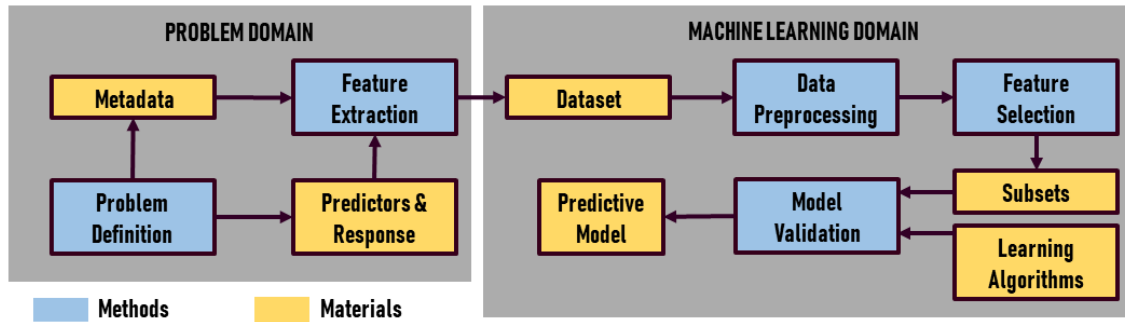 PROBLEM DOMAIN
Metadata
Feature
Extraction
Problem
Definition
Predictors &
Response
MACHINE LEARNING DOMAIN
Dataset
Data
Preprocessing
Feature
Selection
Predictive
Model
Model
Validation
Subsets
Learning
Algorithms
Methods
Materials